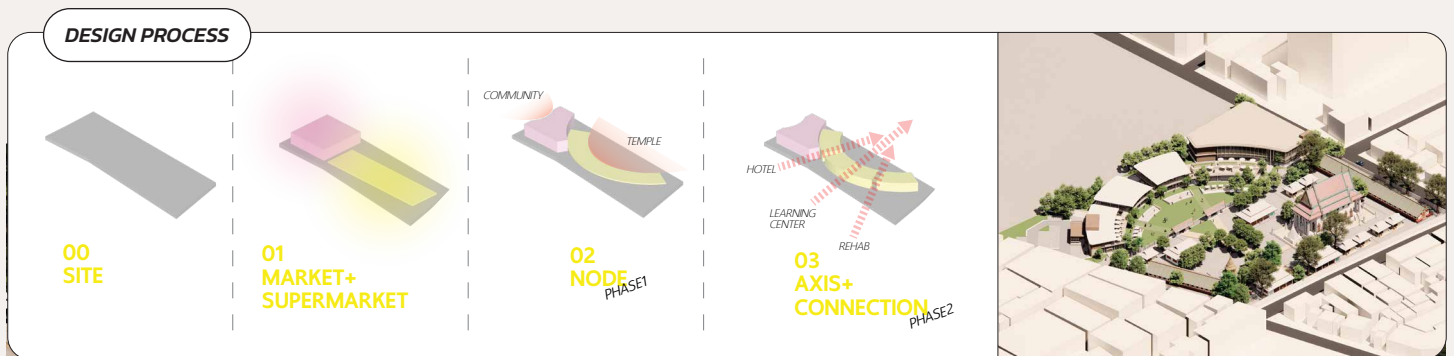 DESIGN PROCESS
00
SITE
01
MARKET+
SUPERMARKET
COMMUNITY
TEMPLE
02
NODE
PHASE1
HOTEL
LEARNING
CENTER
REHAB
03
AXIS+
CONNECTION
PHASE2